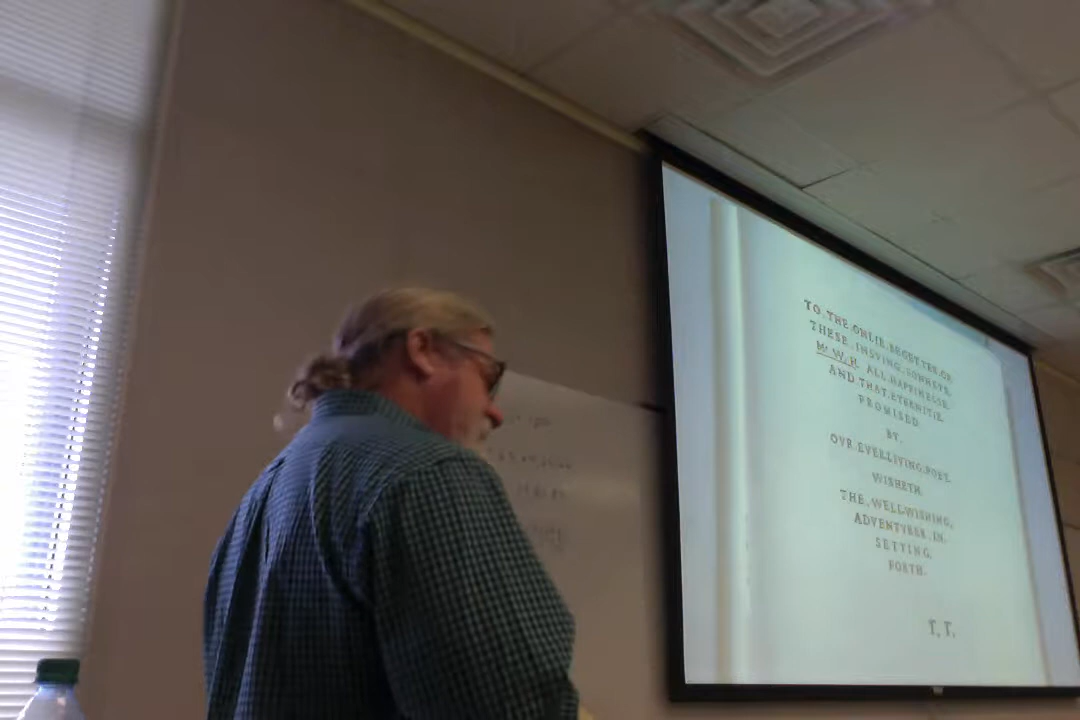 TO.THE.ONLIE.BEGETTER.OF.
THESE.INSVING.SONNETS.
Mr.W.H. ALL.HAPPINESSE.
AND.THAT.ETERNITIE.
PROMISED.
BY.
OVR.EVER-LIVING.POET.
WISHETH.
THE.WELL-WISHING.
ADVENTVRER.IN.
SETTING.
FORTH.
T. T.